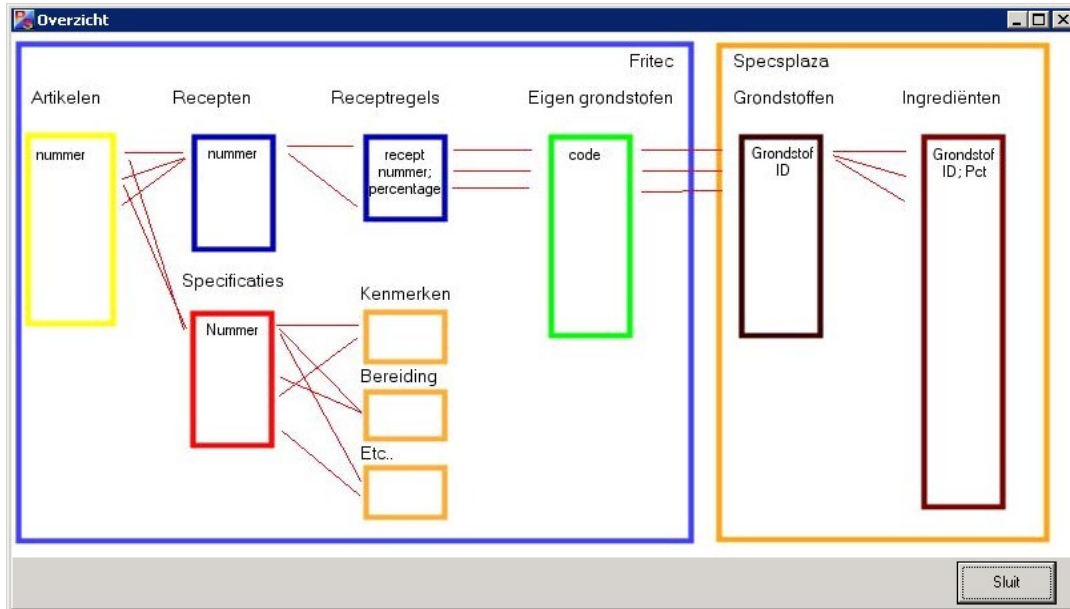 Overzicht
Fritec
Specsplaza
Artikelen
Recepten
Receptregels
Eigen grondstofen
Grondstoffen
Ingrediënten
nummer
nummer
recept
nummer;
percentage
code
Grondstof
ID
Grondstof
ID; Pct
Specificaties
Nummer
Kenmerken
Bereiding
Etc..
Sluit